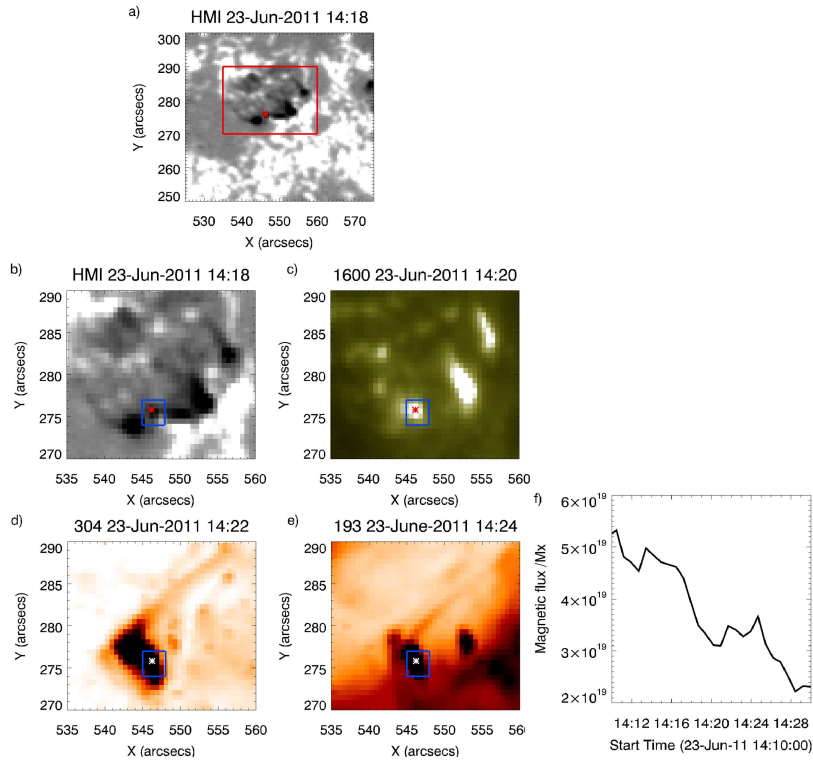 a) HMI 23-Jun-2011 14:18
300
290
280
270
260
250
Y (arcsecs)
530 540 550 560 570
X (arcsecs)
b) HMI 23-Jun-2011 14:18
290
285
280
275
270
Y (arcsecs)
535 540 545 550 555 560
X (arcsecs)
c) 1600 23-Jun-2011 14:20
290
285
280
275
270
Y (arcsecs)
535 540 545 550 555 560
X (arcsecs)
d) 304 23-Jun-2011 14:22
290
285
280
275
270
Y (arcsecs)
535 540 545 550 555 560
X (arcsecs)
e) 193 23-June-2011 14:24
290
285
280
275
270
Y (arcsecs)
535 540 545 550 555 560
X (arcsecs)
f)
6×10¹⁹
5×10¹⁹
4×10¹⁹
3×10¹⁹
2×10¹⁹
Magnetic flux /Mx
14:12 14:16 14:20 14:24 14:28
Start Time (23-Jun-11 14:10:00)